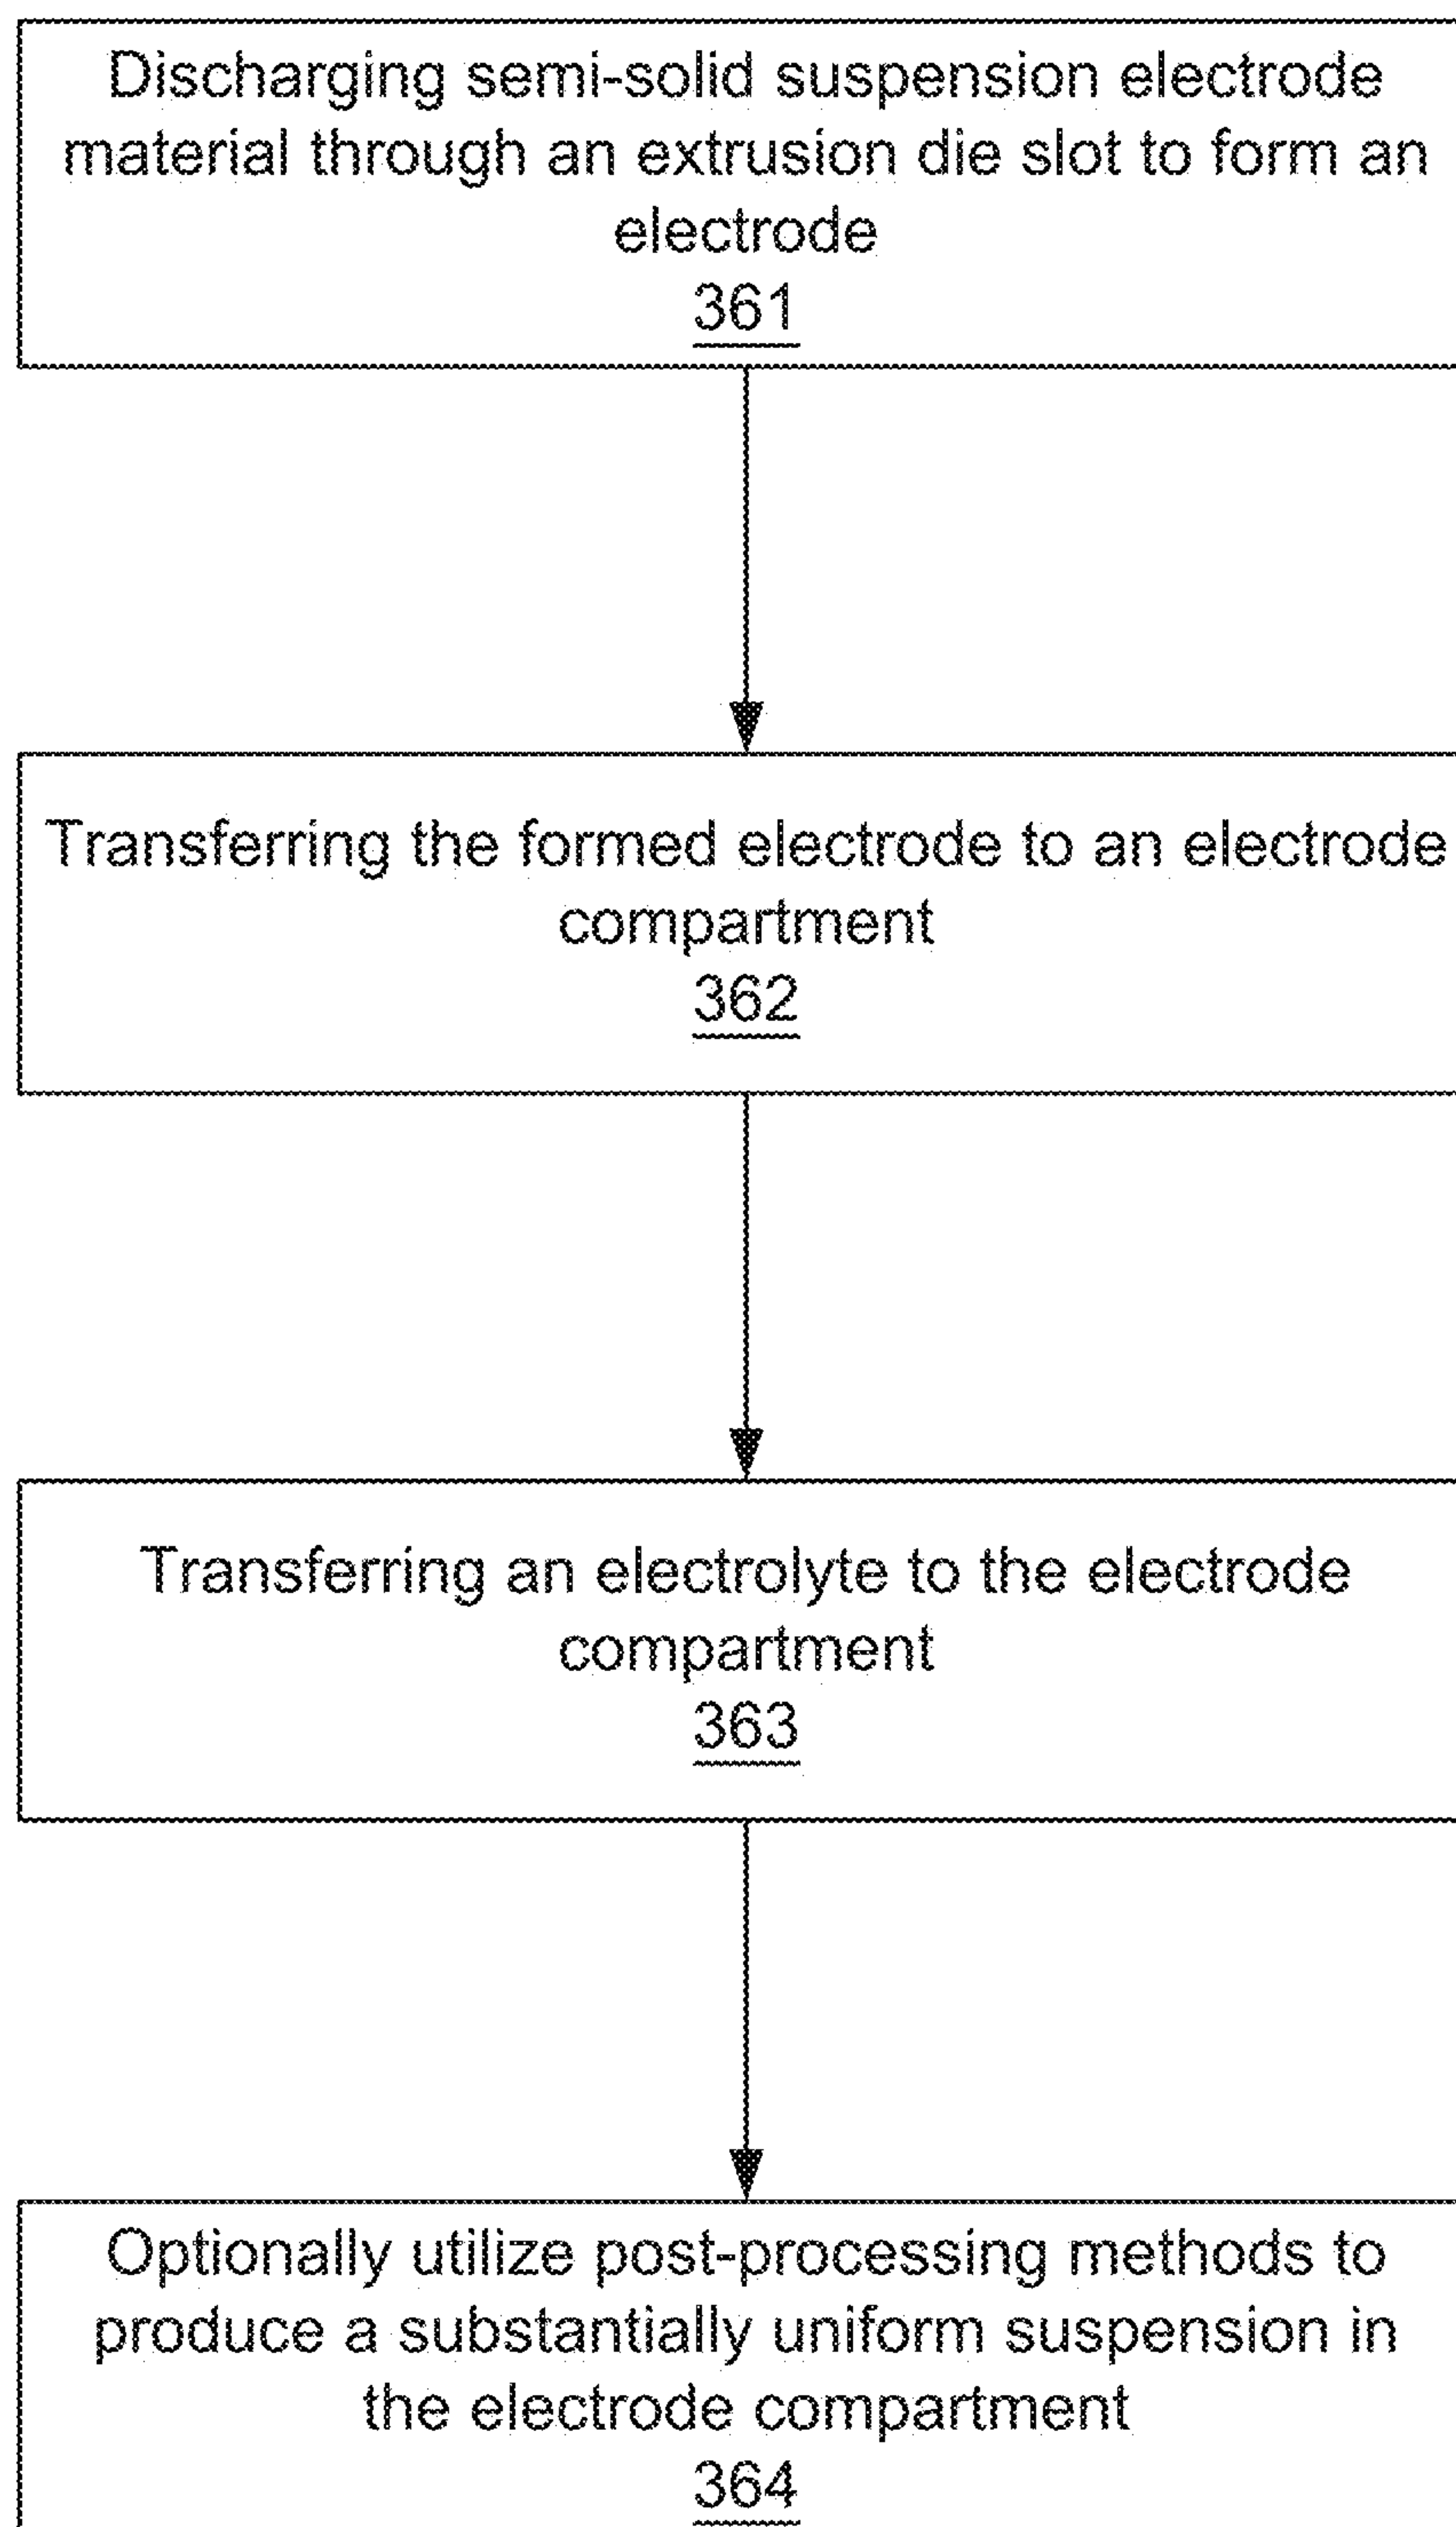 Discharging semi-solid suspension electrode
material through an extrusion die slot to form an
electrode
361
Transferring the formed electrode to an electrode
compartment
362
Transferring an electrolyte to the electrode
compartment
363
Optionally utilize post-processing methods to
produce a substantially uniform suspension in
the electrode compartment
364